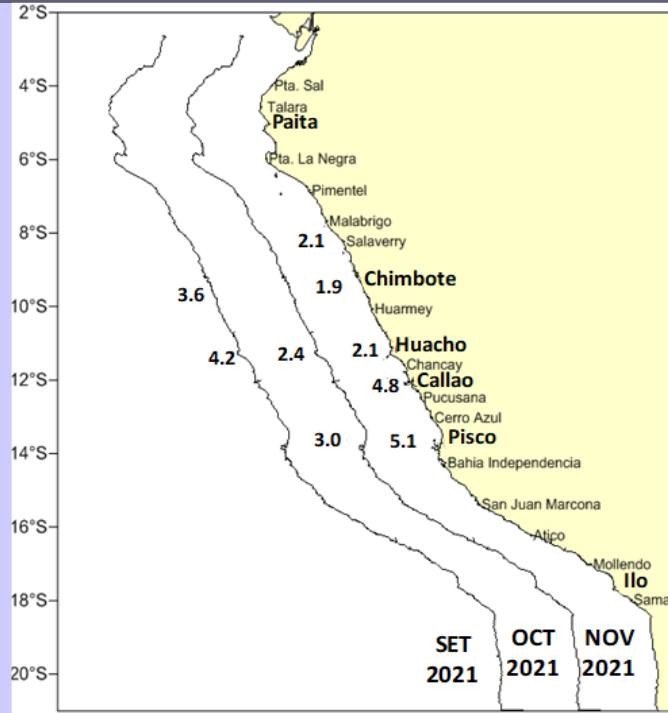 2°S
4°S
Pta. Sal
Talara
Paita
6°S
Pta. La Negra
Pimentel
Malabrigo
8°S
2.1
Salaverry
Chimbote
1.9
3.6
10°S
Huarmey
Huacho
2.1
2.4
4.2
Chancay
12°S
4.8
Callao
Pucusana
Cerro Azul
Pisco
3.0
5.1
14°S
Bahia Independencia
San Juan Marcona
16°S
Atico
Mollendo
Ilo
18°S
Sama
SET
2021
OCT
2021
NOV
2021
20°S